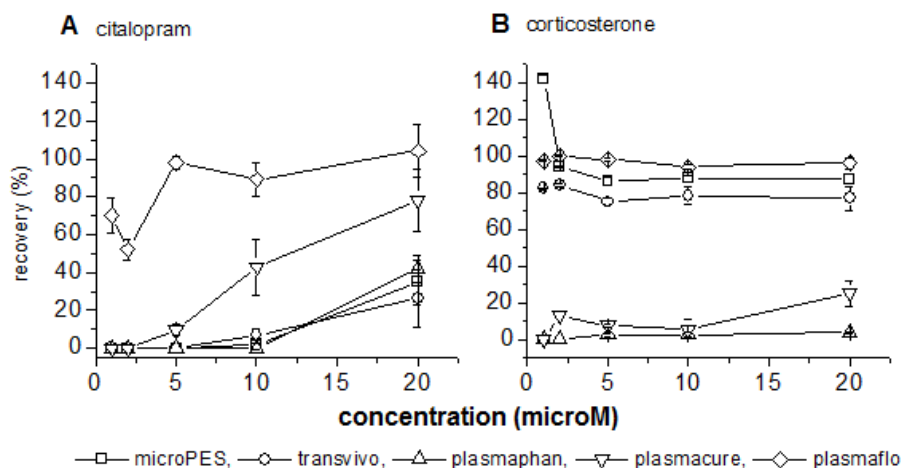 A citalopram
B corticosterone
recovery (%)
140
120
100
80
60
40
20
0
0 5 10 15 20
140
120
100
80
60
40
20
0
0 5 10 15 20
concentration (microM)
microPES, transvivo, plasmaphan, plasmacure, plasmaflo